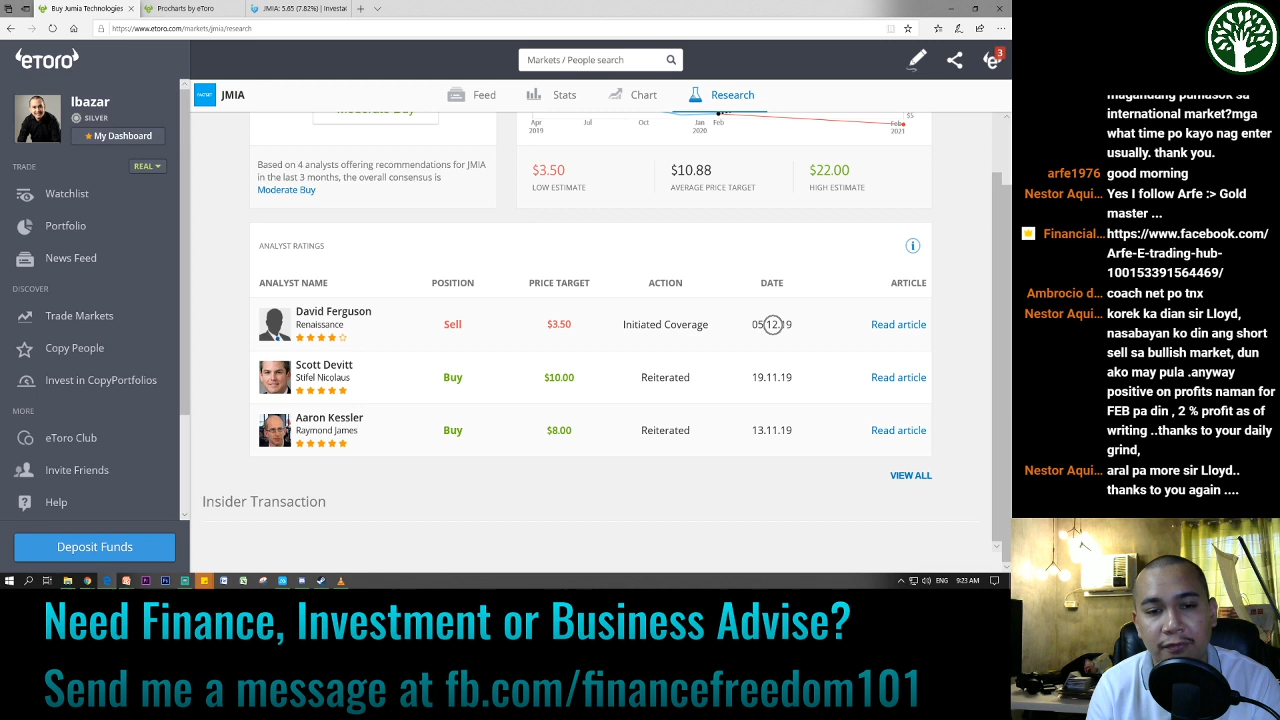 Buy Jumia Technologies
Procharts by eToro
JMIA: 5.65 (7.82%) | Investa
https://www.etoro.com/markets/jmia/research
eTORO
Markets / People search
3
lbazar
SILVER
My Dashboard
TRADE
REAL
Watchlist
Portfolio
News Feed
DISCOVER
Trade Markets
Copy People
Invest in CopyPortfolios
MORE
eToro Club
Invite Friends
Help
Deposit Funds
JMIA
Feed
Stats
Chart
Research
Moderate Buy
Based on 4 analysts offering recommendations for JMIA
in the last 3 months, the overall consensus is
Moderate Buy
$5
Apr 2019
Jul
Oct
Jan 2020
Feb
Feb 2021
$3.50
LOW ESTIMATE
$10.88
AVERAGE PRICE TARGET
$22.00
HIGH ESTIMATE
ANALYST RATINGS
ANALYST NAME POSITION PRICE TARGET ACTION DATE ARTICLE
David Ferguson
Renaissance
Sell $3.50 Initiated Coverage 05.12.19 Read article
Scott Devitt
Stifel Nicolaus
Buy $10.00 Reiterated 19.11.19 Read article
Aaron Kessler
Raymond James
Buy $8.00 Reiterated 13.11.19 Read article
VIEW ALL
Insider Transaction
9:23 AM
magandang pumasok sa
international market?mga
what time po kayo nag enter
usually. thank you.
arfe1976 good morning
Nestor Aqui... Yes I follow Arfe :> Gold
master ...
Financial... https://www.facebook.com/
Arfe-E-trading-hub-
100153391564469/
Ambrocio d... coach net po tnx
Nestor Aqui... korek ka dian sir Lloyd,
nasabayan ko din ang short
sell sa bullish market, dun
ako may pula .anyway
positive on profits naman for
FEB pa din , 2 % profit as of
writing ..thanks to your daily
grind,
Nestor Aqui... aral pa more sir Lloyd..
thanks to you again ....
Need Finance, Investment or Business Advise?
Send me a message at fb.com/financefreedom101